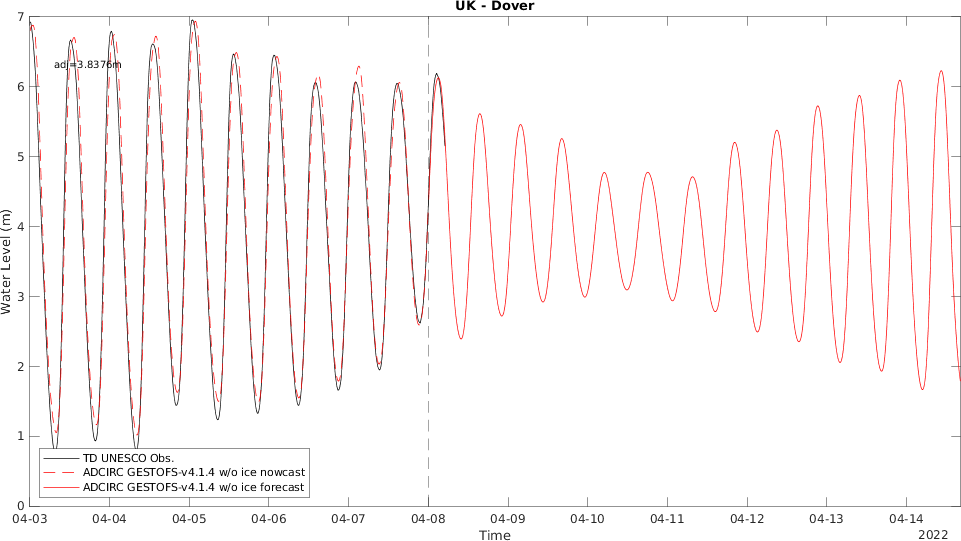 UK - Dover
7
6
5
4
3
2
1
0
Water Level (m)
adj=3.8376m
TD UNESCO Obs.
ADCIRC GESTOFS-v4.1.4 w/o ice nowcast
ADCIRC GESTOFS-v4.1.4 w/o ice forecast
04-03 04-04 04-05 04-06 04-07 04-08 04-09 04-10 04-11 04-12 04-13 04-14
Time
2022